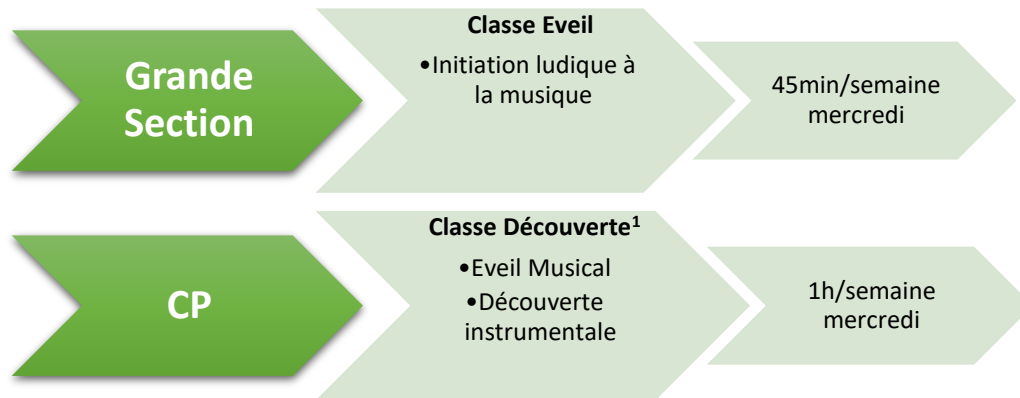 Grande
Section
Classe Eveil
•Initiation ludique à
la musique
45min/semaine
mercredi
CP
Classe Découverte¹
•Eveil Musical
•Découverte
instrumentale
1h/semaine
mercredi